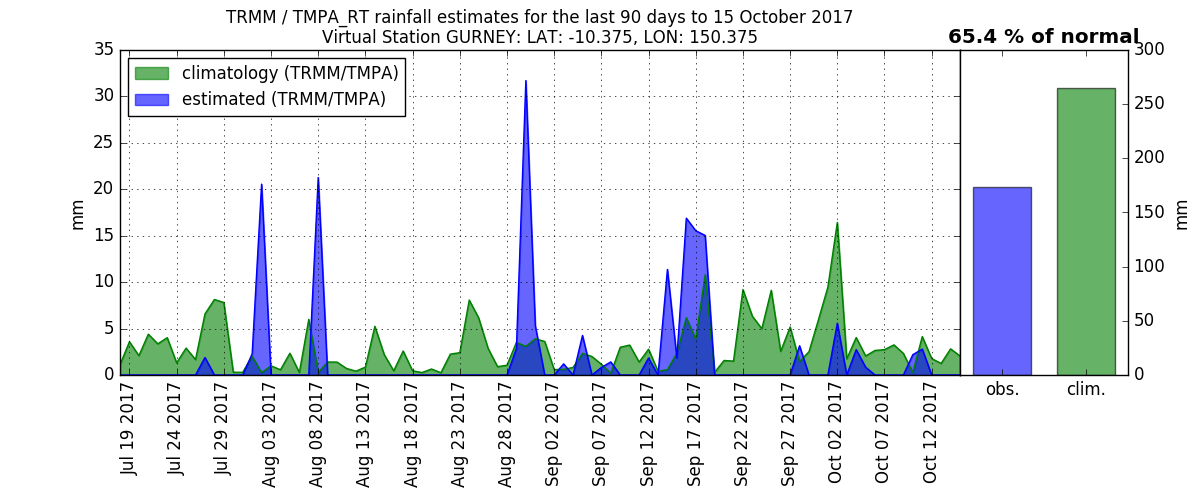 TRMM / TMPA_RT rainfall estimates for the last 90 days to 15 October 2017
Virtual Station GURNEY: LAT: -10.375, LON: 150.375
65.4 % of normal
climatology (TRMM/TMPA)
estimated (TRMM/TMPA)
mm
35
30
25
20
15
10
5
0
Jul 19 2017
Jul 24 2017
Jul 29 2017
Aug 03 2017
Aug 08 2017
Aug 13 2017
Aug 18 2017
Aug 23 2017
Aug 28 2017
Sep 02 2017
Sep 07 2017
Sep 12 2017
Sep 17 2017
Sep 22 2017
Sep 27 2017
Oct 02 2017
Oct 07 2017
Oct 12 2017
obs.
clim.
300
250
200
150
100
50
0
mm